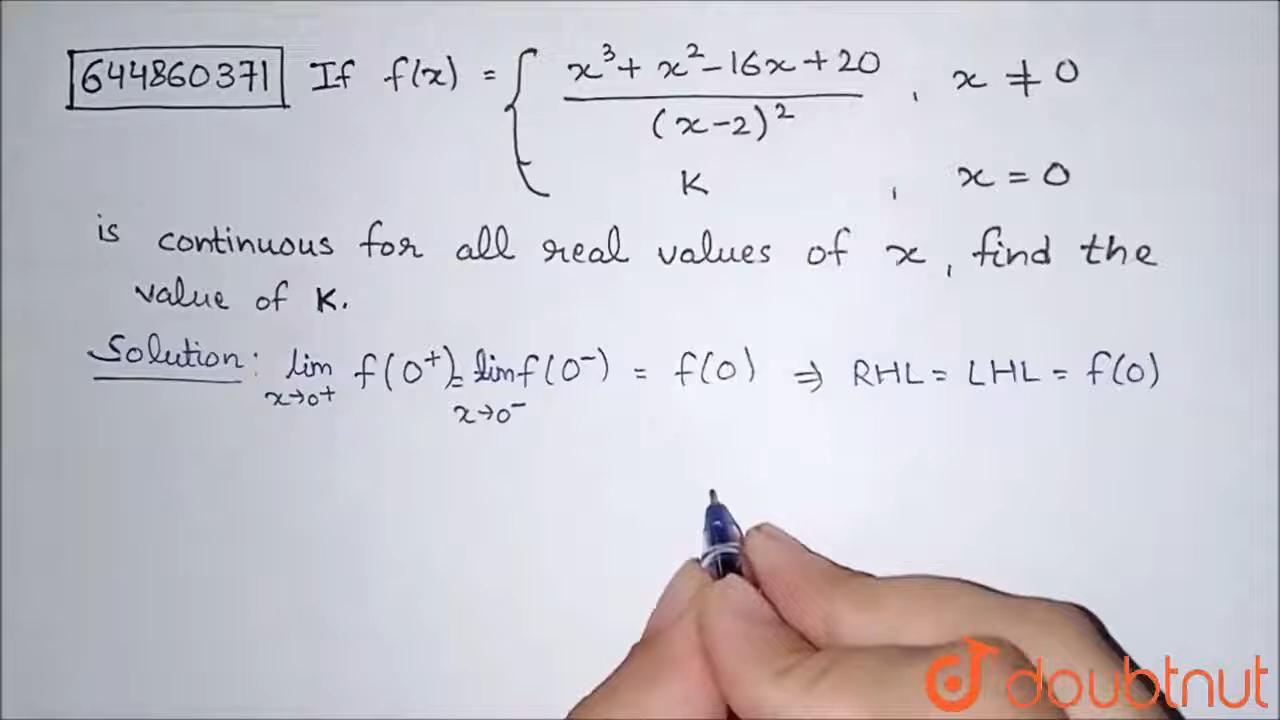 644860371 If f(x) = { x³ + x² - 16x + 20 / (x-2)² , x ≠ 0
K , x = 0
is continuous for all real values of x, find the
value of K.
Solution: lim x→0⁺ f(0⁺) = lim x→0⁻ f(0⁻) = f(0) ⇒ RHL = LHL = f(0)
doubtnut